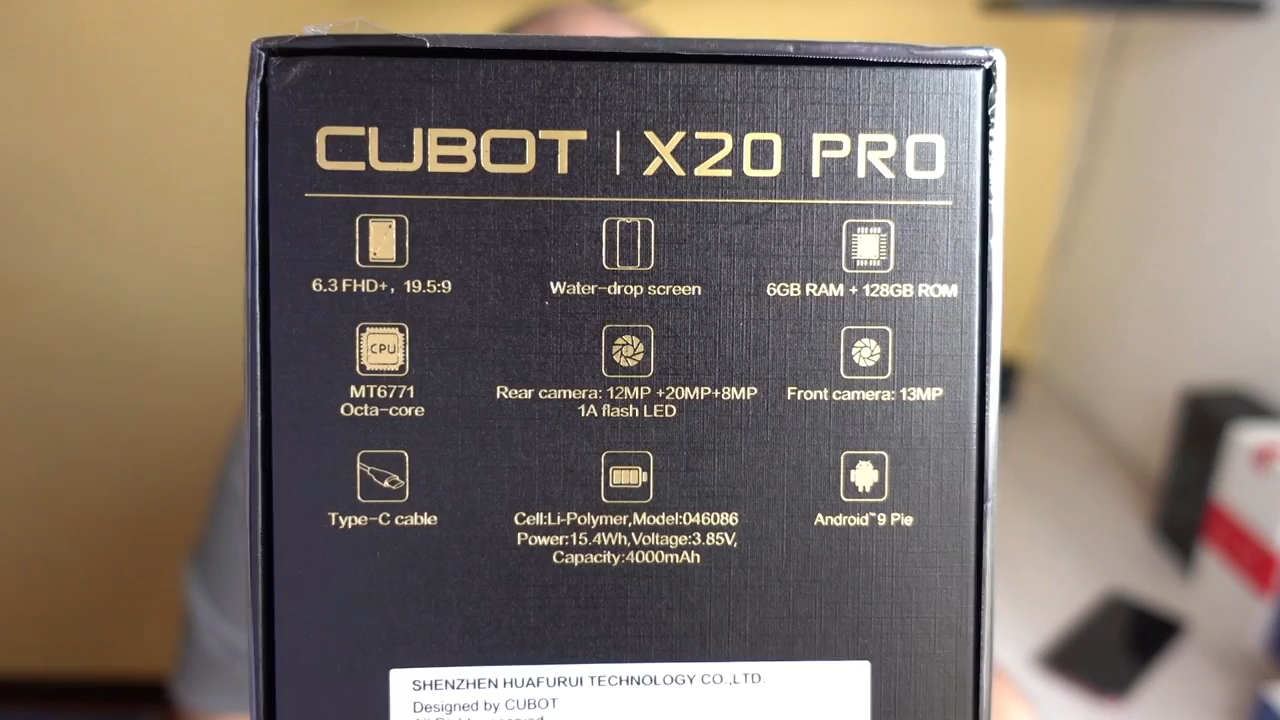 CUBOT | X20 PRO
6.3 FHD+, 19.5:9
Water-drop screen
6GB RAM + 128GB ROM
CPU
MT6771
Octa-core
Rear camera: 12MP +20MP+8MP
1A flash LED
Front camera: 13MP
Type-C cable
Cell:Li-Polymer,Model:046086
Power:15.4Wh,Voltage:3.85V,
Capacity:4000mAh
Android™9 Pie
SHENZHEN HUAFURUI TECHNOLOGY CO.,LTD.
Designed by CUBOT